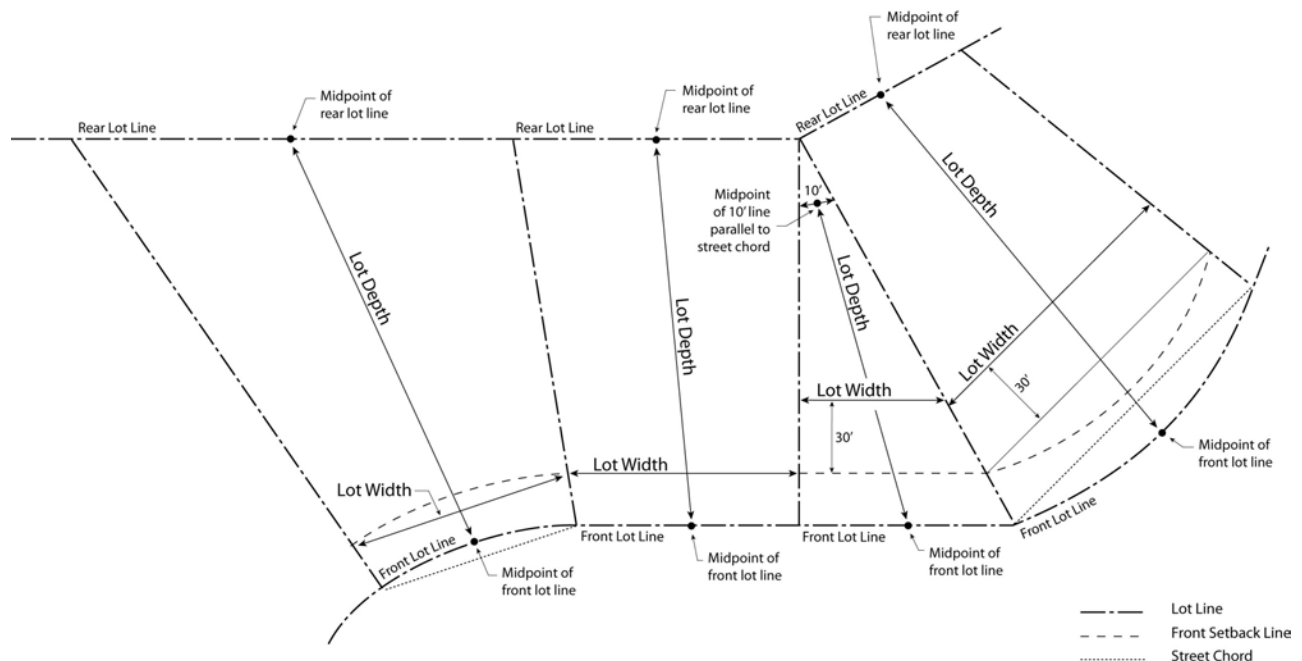 Midpoint of
rear lot line
Midpoint of
rear lot line
Midpoint of
rear lot line
Rear Lot Line
Rear Lot Line
Rear Lot Line
10'
Midpoint
of 10' line
parallel to
street chord
Lot Depth
Lot Depth
Lot Depth
Lot Depth
Lot Width
30'
Lot Width
30'
Lot Width
Lot Width
Midpoint of
front lot line
Front Lot Line
Front Lot Line
Front Lot Line
Front Lot Line
Midpoint of
front lot line
Midpoint of
front lot line
Midpoint of
front lot line
Lot Line
Front Setback Line
Street Chord